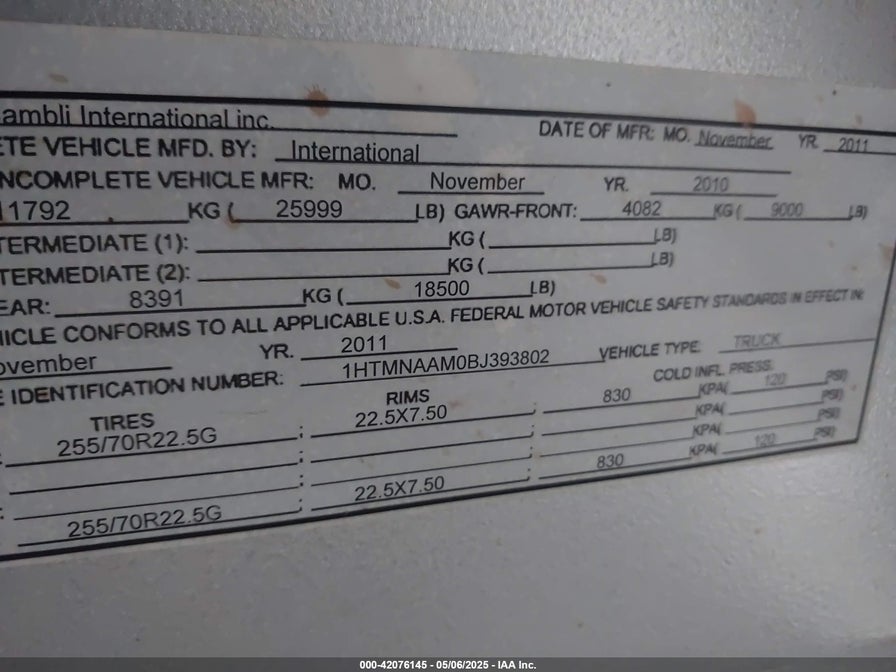 ambli International inc.
DATE OF MFR: MO. November YR. 2011
ETE VEHICLE MFD. BY: International
NCOMPLETE VEHICLE MFR: MO. November YR. 2010
11792 KG ( 25999 LB) GAWR-FRONT: 4082 KG ( 9000 LB)
TERMEDIATE (1): KG ( LB)
TERMEDIATE (2): KG ( LB)
EAR: 8391 KG ( 18500 LB)
HICLE CONFORMS TO ALL APPLICABLE U.S.A. FEDERAL MOTOR VEHICLE SAFETY STANDARDS IN EFFECT IN:
ovember YR. 2011
E IDENTIFICATION NUMBER: 1HTMNAAM0BJ393802 VEHICLE TYPE: TRUCK
TIRES RIMS COLD INFL. PRESS.
255/70R22.5G ; 22.5X7.50 ; 830 KPA( 120 PSI)
; ; KPA( PSI)
; ; KPA( PSI)
255/70R22.5G ; 22.5X7.50 ; 830 KPA( 120 PSI)
000-42076145 - 05/06/2025 - IAA Inc.